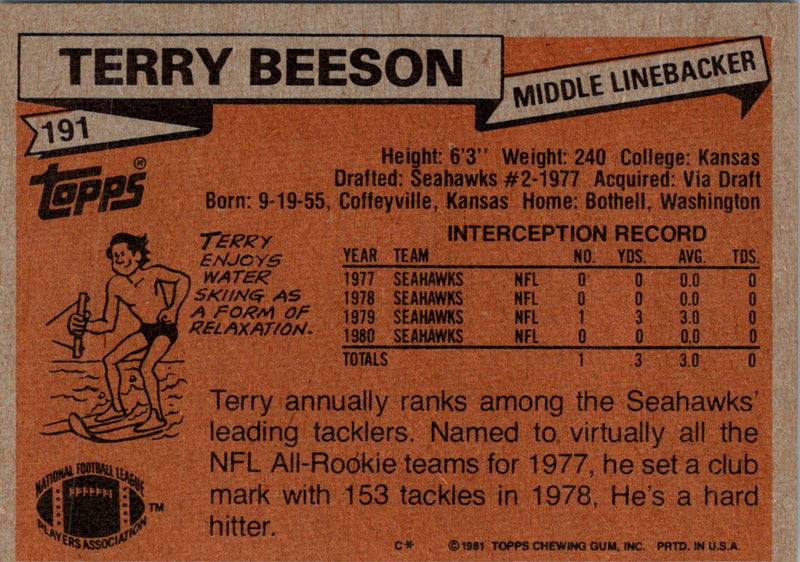 TERRY BEESON
MIDDLE LINEBACKER
191
topps®
Height: 6'3'' Weight: 240 College: Kansas
Drafted: Seahawks #2-1977 Acquired: Via Draft
Born: 9-19-55, Coffeyville, Kansas Home: Bothell, Washington
TERRY
ENJOYS
WATER
SKIING AS
A FORM OF
RELAXATION.
INTERCEPTION RECORD
YEAR TEAM NO. YDS. AVG. TDS.
1977 SEAHAWKS NFL 0 0 0.0 0
1978 SEAHAWKS NFL 0 0 0.0 0
1979 SEAHAWKS NFL 1 3 3.0 0
1980 SEAHAWKS NFL 0 0 0.0 0
TOTALS 1 3 3.0 0
Terry annually ranks among the Seahawks'
leading tacklers. Named to virtually all the
NFL All-Rookie teams for 1977, he set a club
mark with 153 tackles in 1978, He's a hard
hitter.
NATIONAL FOOTBALL LEAGUE
PLAYERS ASSOCIATION
TM
C* ©1981 TOPPS CHEWING GUM, INC. PRTD. IN U.S.A.